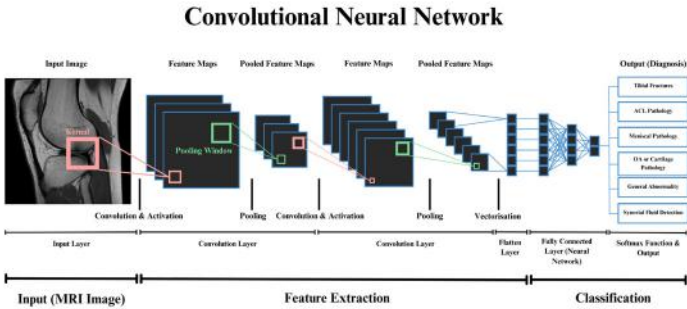 Convolutional Neural Network
Input Image
Feature Maps
Pooled Feature Maps
Feature Maps
Pooled Feature Maps
Output (Diagnosis)
Kernel
Pooling Window
Tibial Fractures
ACL Pathology
Meniscal Pathology
OA or Cartilage
Pathology
General Abnormality
Synovial Fluid Detection
Convolution & Activation
Pooling
Convolution & Activation
Pooling
Vectorisation
Input Layer
Convolution Layer
Convolution Layer
Flatten
Layer
Fully Connected
Layer (Neural
Network)
Softmax Function &
Output
Input (MRI Image)
Feature Extraction
Classification